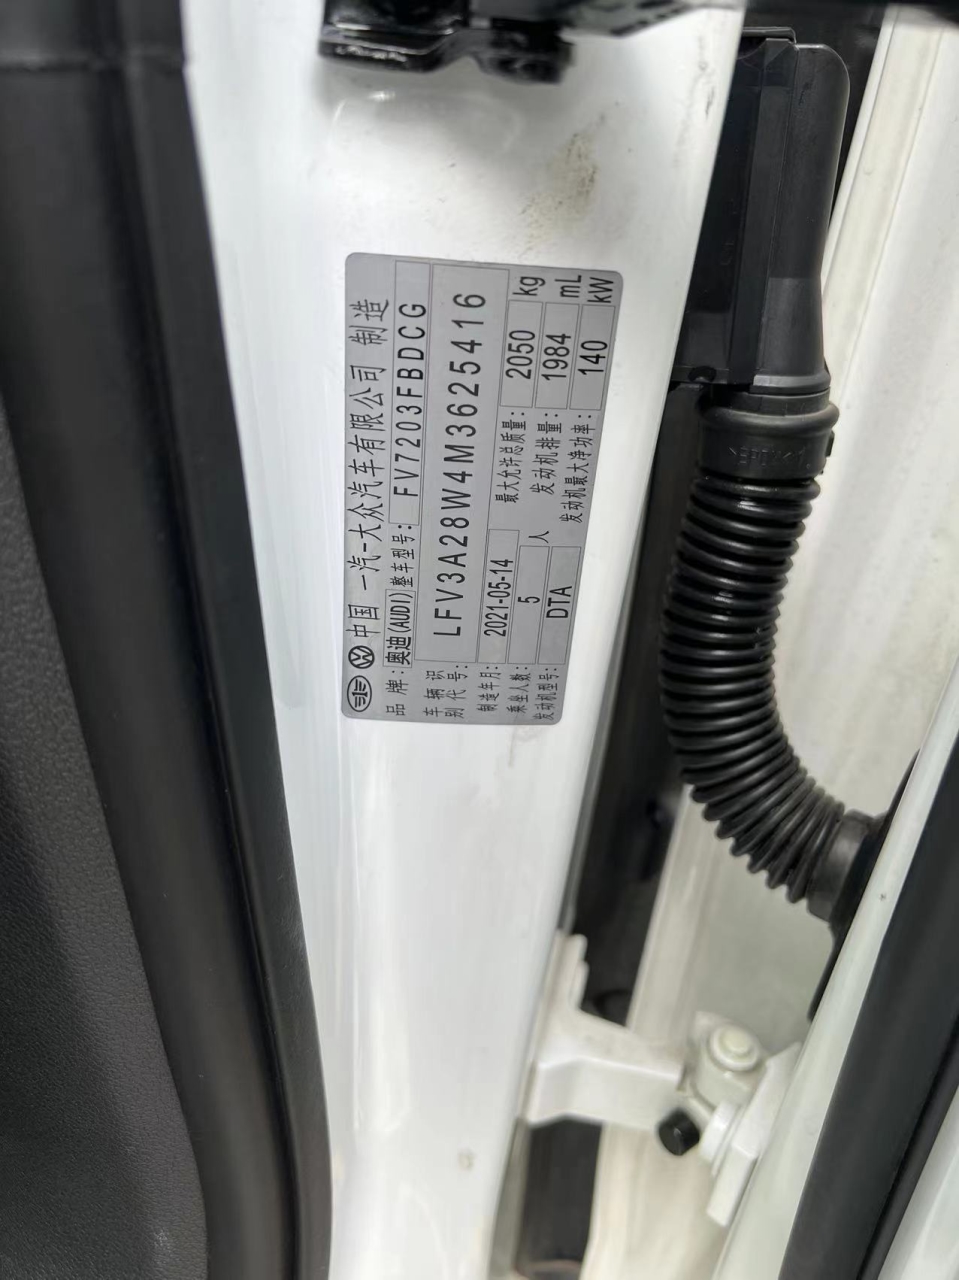 中国 一汽-大众汽车有限公司 制造
品牌:奥迪(AUDI) 整车型号: FV7203FBDCG
车辆识别代号: LFV3A28W4M3625416
制造年月: 2021-05-14 最大允许总质量: 2050 kg
乘坐人数: 5 人 发动机排量: 1984 mL
发动机型号: DTA 发动机最大净功率: 140 kW